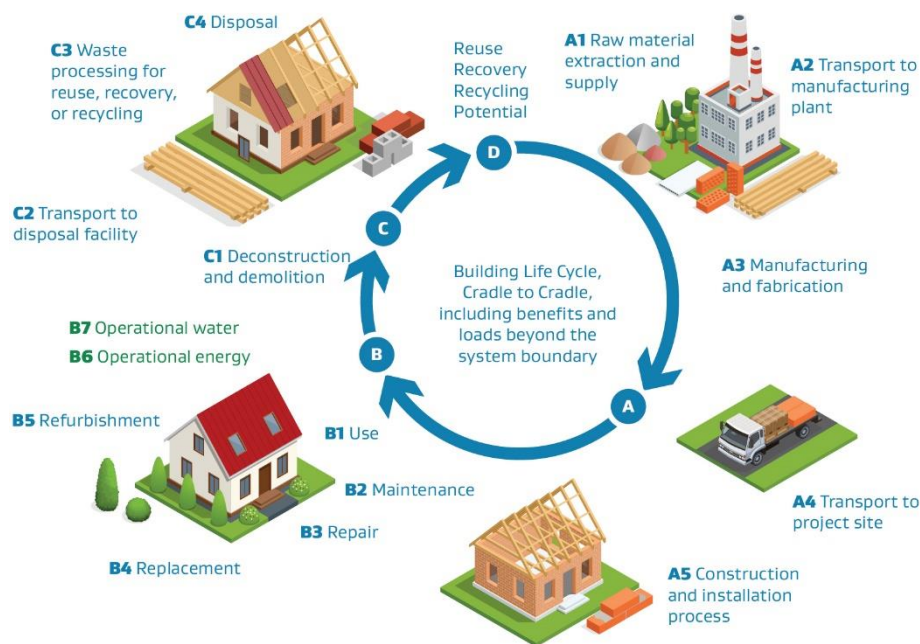 C4 Disposal
C3 Waste
processing for
reuse, recovery,
or recycling
Reuse
Recovery
Recycling
Potential
A1 Raw material
extraction and
supply
A2 Transport to
manufacturing
plant
D
C2 Transport to
disposal facility
C
C1 Deconstruction
and demolition
Building Life Cycle,
Cradle to Cradle,
including benefits and
loads beyond the
system boundary
A3 Manufacturing
and fabrication
B7 Operational water
B6 Operational energy
B
A
B5 Refurbishment
B1 Use
B2 Maintenance
B3 Repair
B4 Replacement
A4 Transport to
project site
A5 Construction
and installation
process